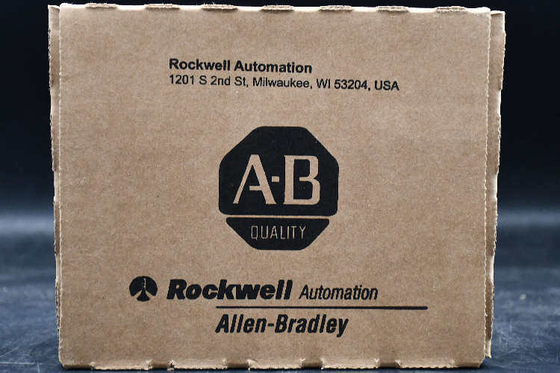 Rockwell Automation
1201 S 2nd St, Milwaukee, WI 53204, USA
A-B
QUALITY
Rockwell Automation
Allen-Bradley